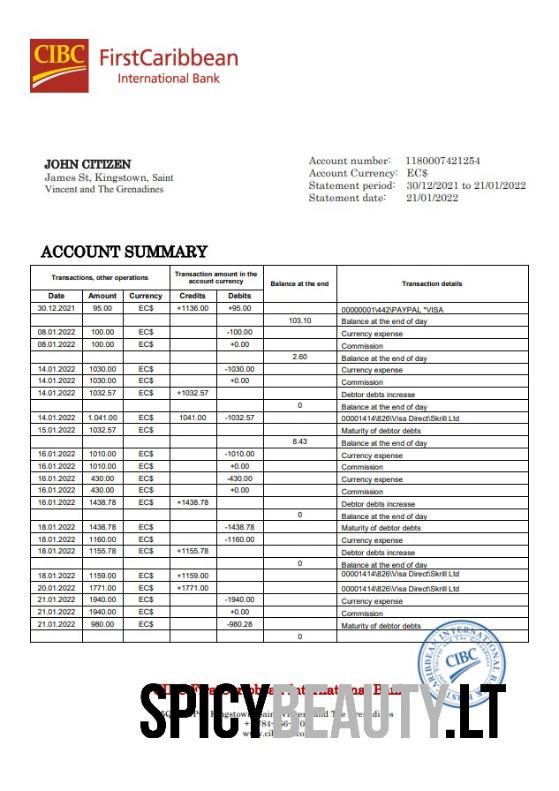 CIBC FirstCaribbean
International Bank
JOHN CITIZEN
James St, Kingstown, Saint
Vincent and The Grenadines
Account number: 1180007421254
Account Currency: EC$
Statement period: 30/12/2021 to 21/01/2022
Statement date: 21/01/2022
ACCOUNT SUMMARY
Transactions, other operations Transaction amount in the account currency Balance at the end Transaction details
Date Amount Currency Credits Debits
30.12.2021 95.00 EC$ +1136.00 +95.00 00000001\442\PAYPAL "VISA
103.10 Balance at the end of day
08.01.2022 100.00 EC$ -100.00 Currency expense
08.01.2022 100.00 EC$ +0.00 Commission
2.60 Balance at the end of day
14.01.2022 1030.00 EC$ -1030.00 Currency expense
14.01.2022 1030.00 EC$ +0.00 Commission
14.01.2022 1032.57 EC$ +1032.57 Debtor debts increase
0 Balance at the end of day
14.01.2022 1.041.00 EC$ 1041.00 -1032.57 00001414\826\Visa Direct\Skrill Ltd
15.01.2022 1032.57 EC$ Maturity of debtor debts
8.43 Balance at the end of day
16.01.2022 1010.00 EC$ -1010.00 Currency expense
16.01.2022 1010.00 EC$ +0.00 Commission
16.01.2022 430.00 EC$ -430.00 Currency expense
16.01.2022 430.00 EC$ +0.00 Commission
16.01.2022 1438.78 EC$ +1438.78 Debtor debts increase
0 Balance at the end of day
18.01.2022 1438.78 EC$ -1438.78 Maturity of debtor debts
18.01.2022 1160.00 EC$ -1160.00 Currency expense
18.01.2022 1155.78 EC$ +1155.78 Debtor debts increase
0 Balance at the end of day
18.01.2022 1159.00 EC$ +1159.00 00001414\826\Visa Direct\Skrill Ltd
20.01.2022 1771.00 EC$ +1771.00 00001414\826\Visa Direct\Skrill Ltd
21.01.2022 1940.00 EC$ -1940.00 Currency expense
21.01.2022 1940.00 EC$ +0.00 Commission
21.01.2022 980.00 EC$ -980.28 Maturity of debtor debts
0
CIBC
SPICYBEAUTY.LT